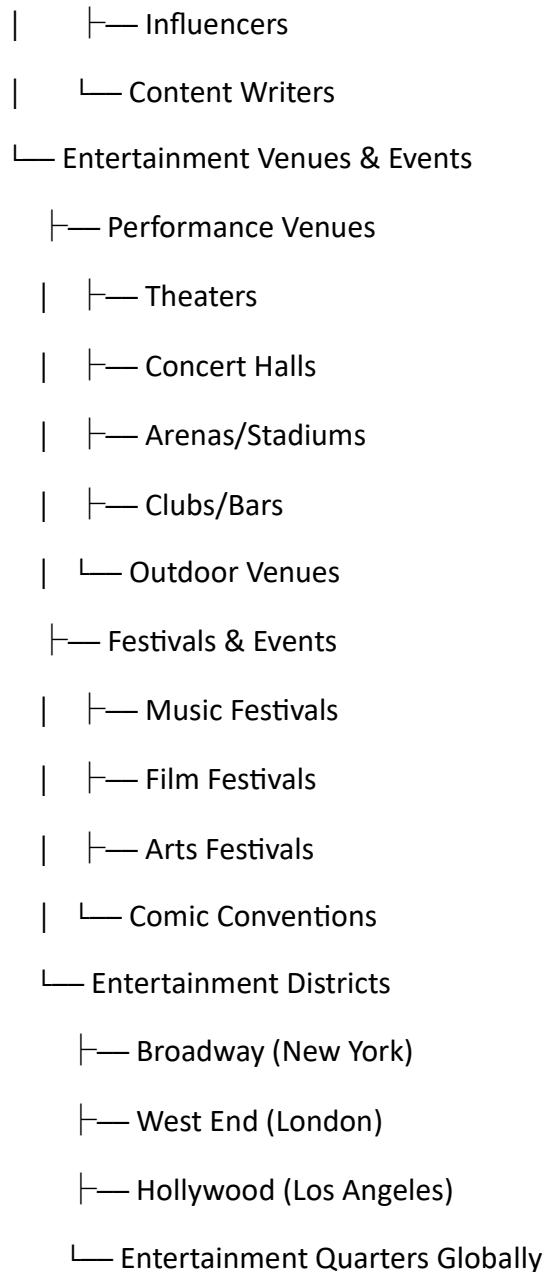 │ ├── Influencers
│ └── Content Writers
└── Entertainment Venues & Events
├── Performance Venues
│ ├── Theaters
│ ├── Concert Halls
│ ├── Arenas/Stadiums
│ ├── Clubs/Bars
│ └── Outdoor Venues
├── Festivals & Events
│ ├── Music Festivals
│ ├── Film Festivals
│ ├── Arts Festivals
│ └── Comic Conventions
└── Entertainment Districts
├── Broadway (New York)
├── West End (London)
├── Hollywood (Los Angeles)
└── Entertainment Quarters Globally